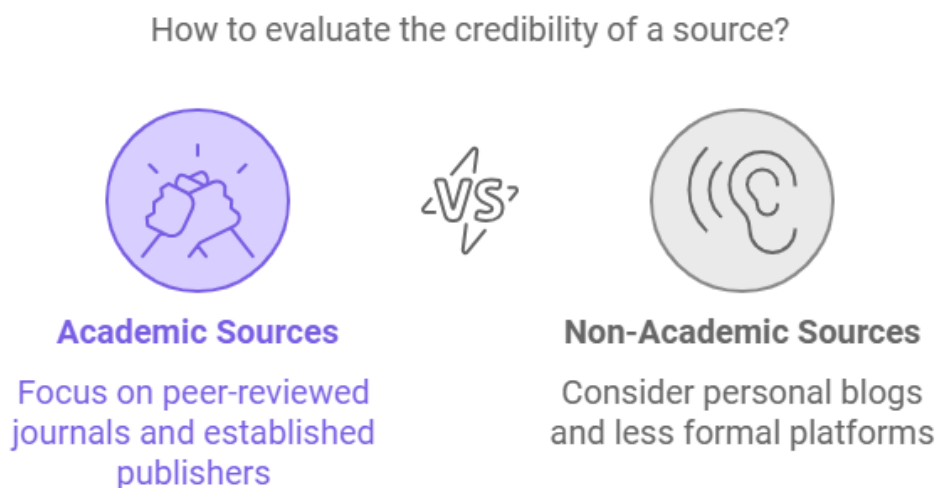 How to evaluate the credibility of a source?
VS
Academic Sources
Focus on peer-reviewed
journals and established
publishers
Non-Academic Sources
Consider personal blogs
and less formal platforms